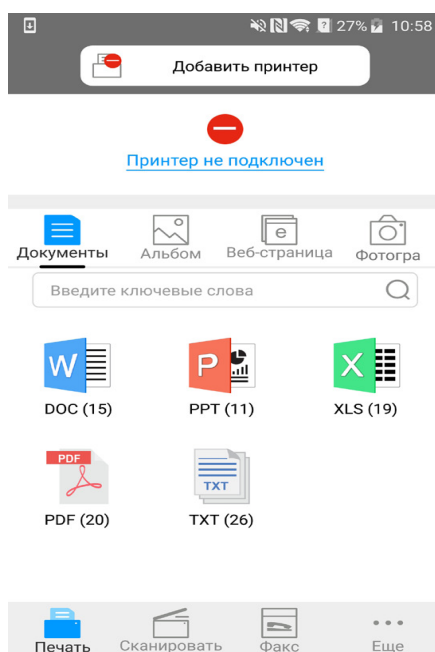 27% 10:58
Добавить принтер
Принтер не подключен
Документы Альбом Веб-страница Фотогра
Введите ключевые слова
W P X
DOC (15) PPT (11) XLS (19)
PDF TXT
PDF (20) TXT (26)
Печать Сканировать Факс Еще